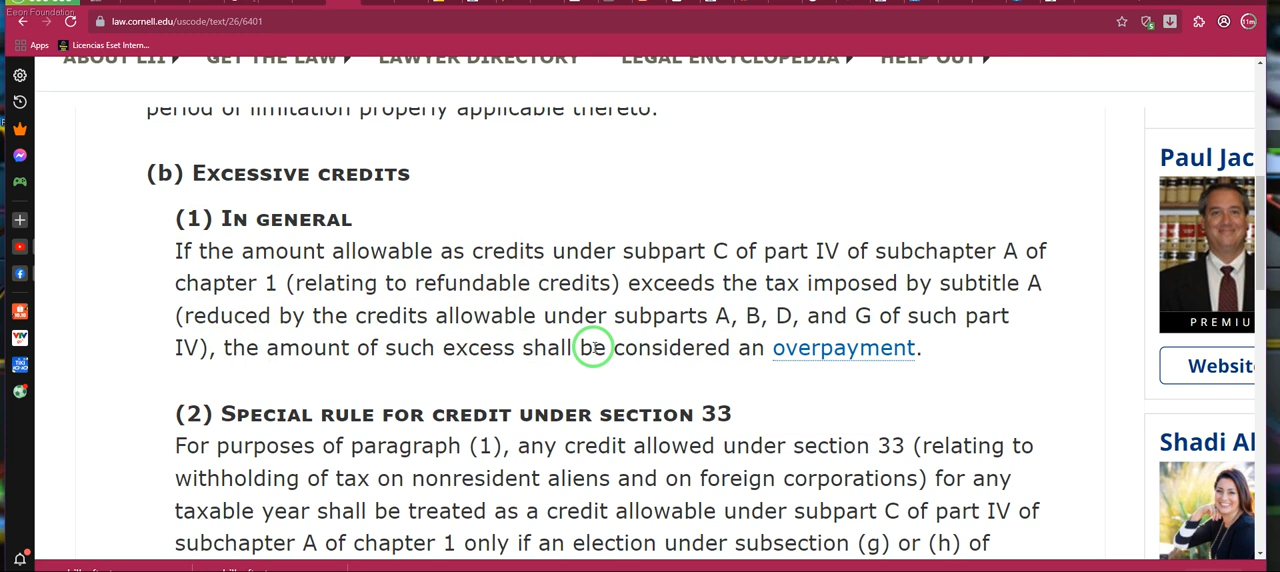 Eeon Foundation
law.cornell.edu/uscode/text/26/6401
Apps
Licencias Eset Intern...
ABOUT LII
GET THE LAW
LAWYER DIRECTORY
LEGAL ENCYCLOPEDIA
HELP OUT
period of limitation properly applicable thereto.
(b) EXCESSIVE CREDITS
(1) IN GENERAL
If the amount allowable as credits under subpart C of part IV of subchapter A of
chapter 1 (relating to refundable credits) exceeds the tax imposed by subtitle A
(reduced by the credits allowable under subparts A, B, D, and G of such part
IV), the amount of such excess shall be considered an overpayment.
(2) SPECIAL RULE FOR CREDIT UNDER SECTION 33
For purposes of paragraph (1), any credit allowed under section 33 (relating to
withholding of tax on nonresident aliens and on foreign corporations) for any
taxable year shall be treated as a credit allowable under subpart C of part IV of
subchapter A of chapter 1 only if an election under subsection (g) or (h) of
Paul Jac
PREMIU
Websit
Shadi Al